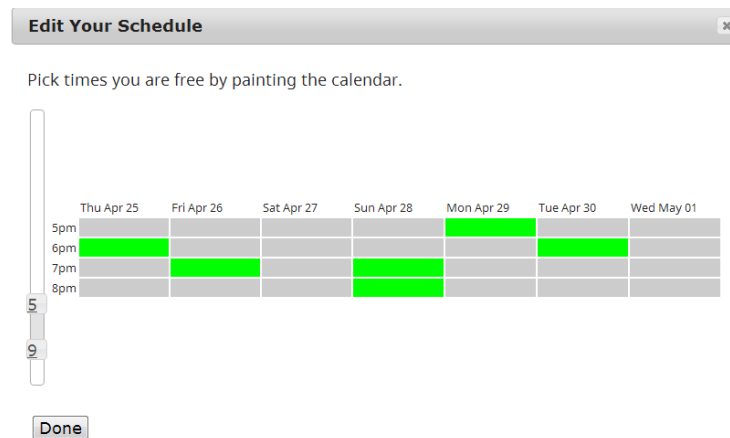 Edit Your Schedule
Pick times you are free by painting the calendar.
Thu Apr 25 Fri Apr 26 Sat Apr 27 Sun Apr 28 Mon Apr 29 Tue Apr 30 Wed May 01
5pm
6pm
7pm
8pm
5
9
Done